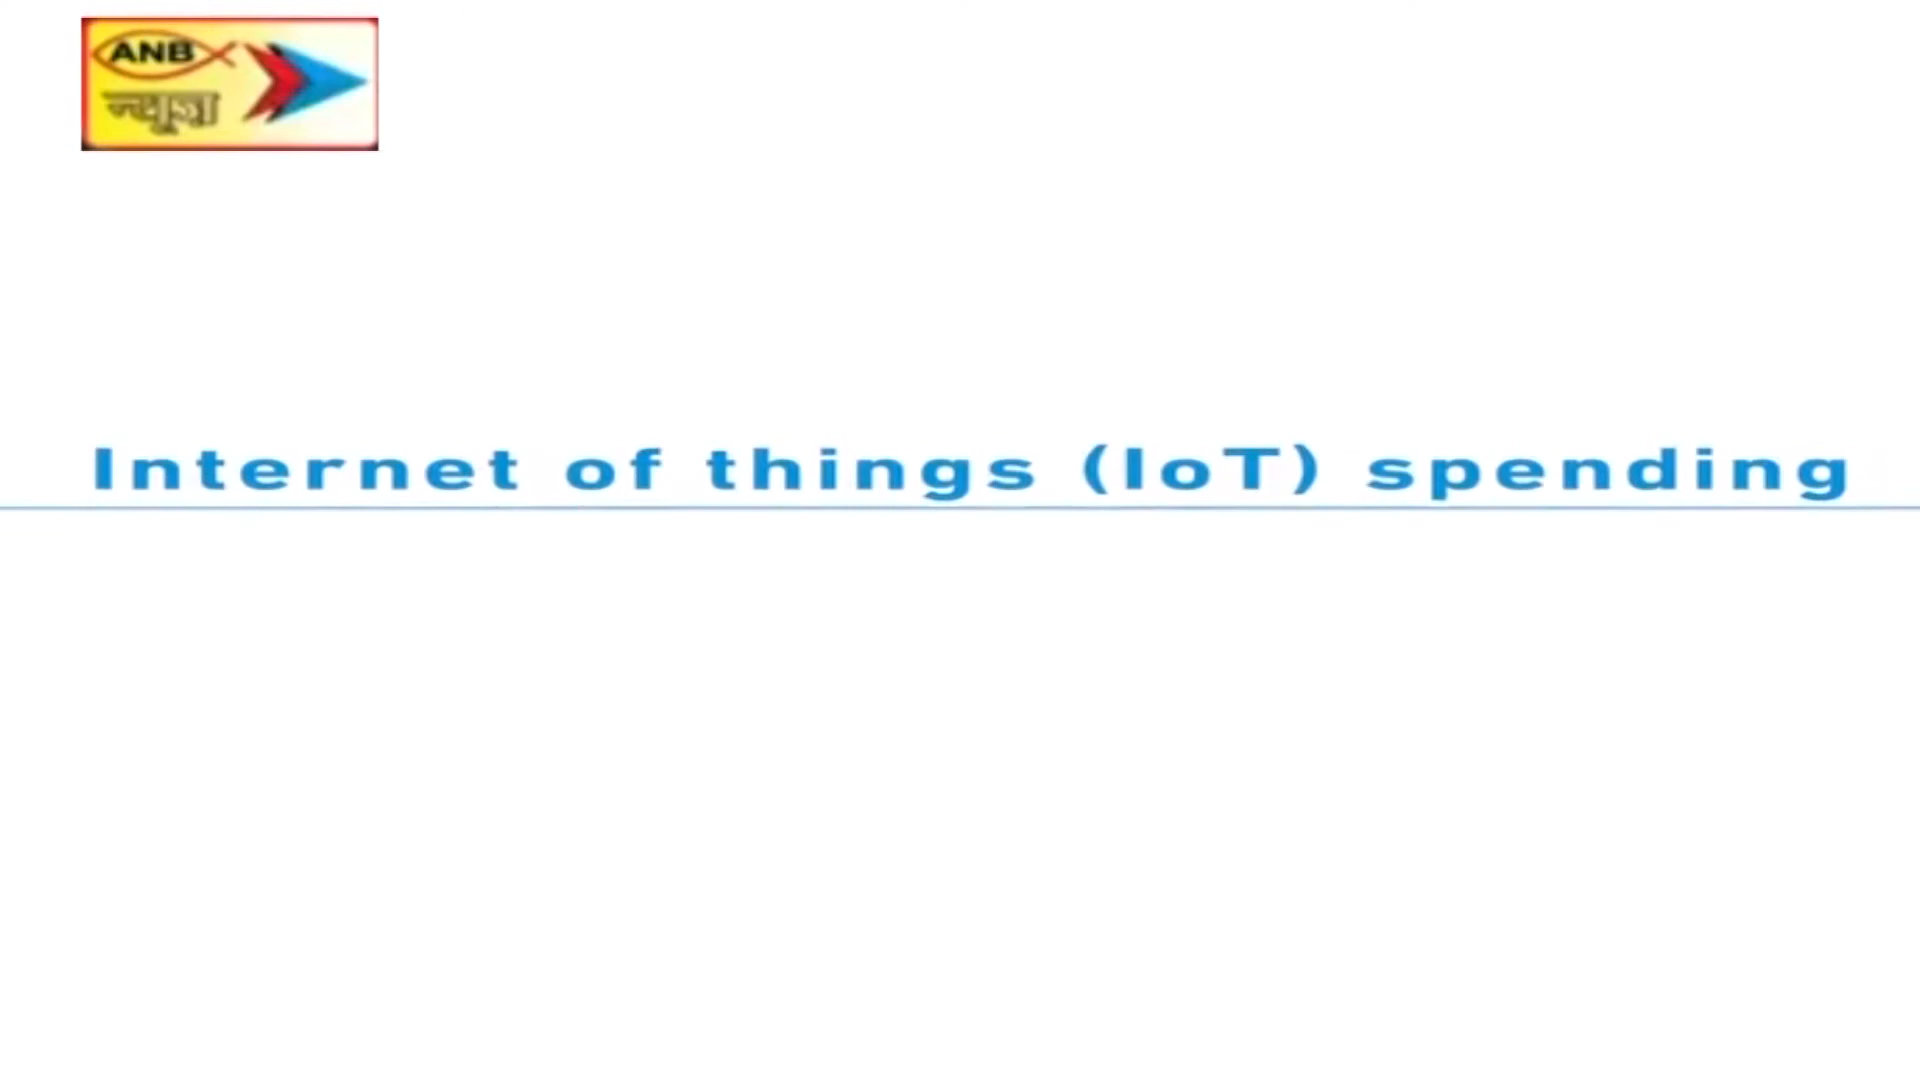 ANB
न्यूज़
Internet of things (IoT) spending